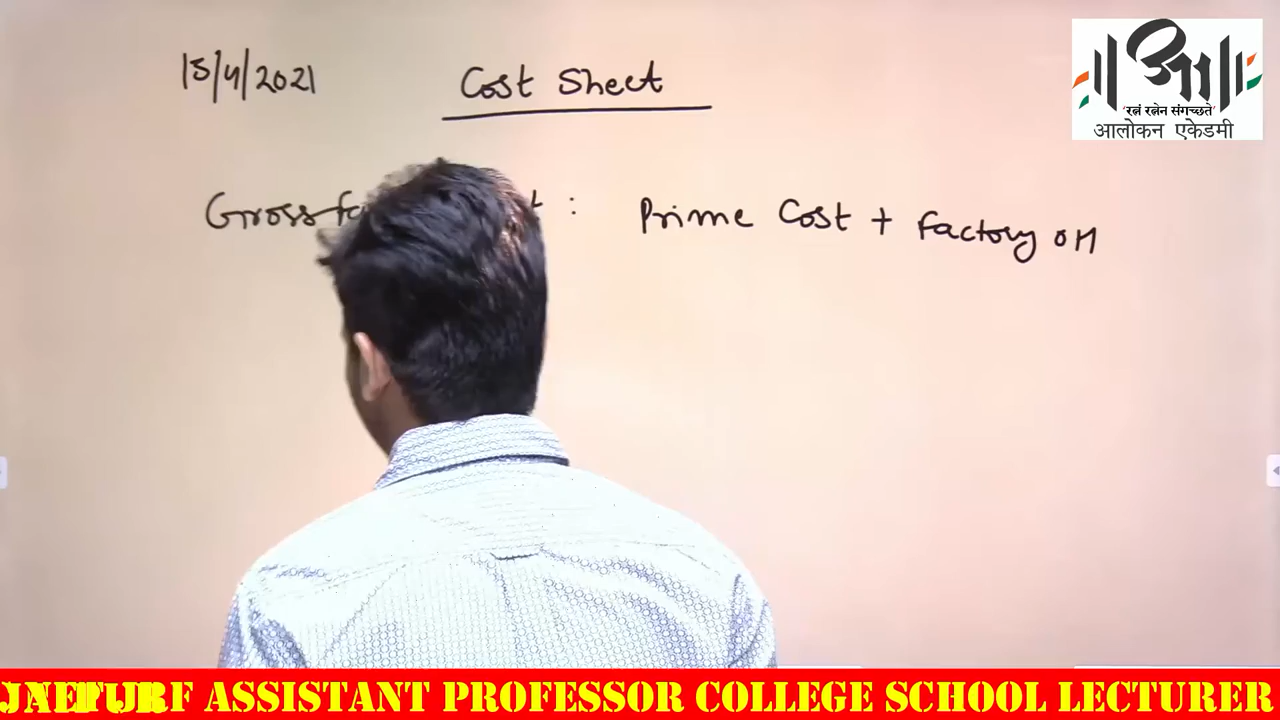 15/4/2021
Cost Sheet
Gross : Prime Cost + Factory OH
'रत्नं रत्नेन संगच्छते'
आलोकन एकेडमी
ASSISTANT PROFESSOR COLLEGE SCHOOL LECTURER